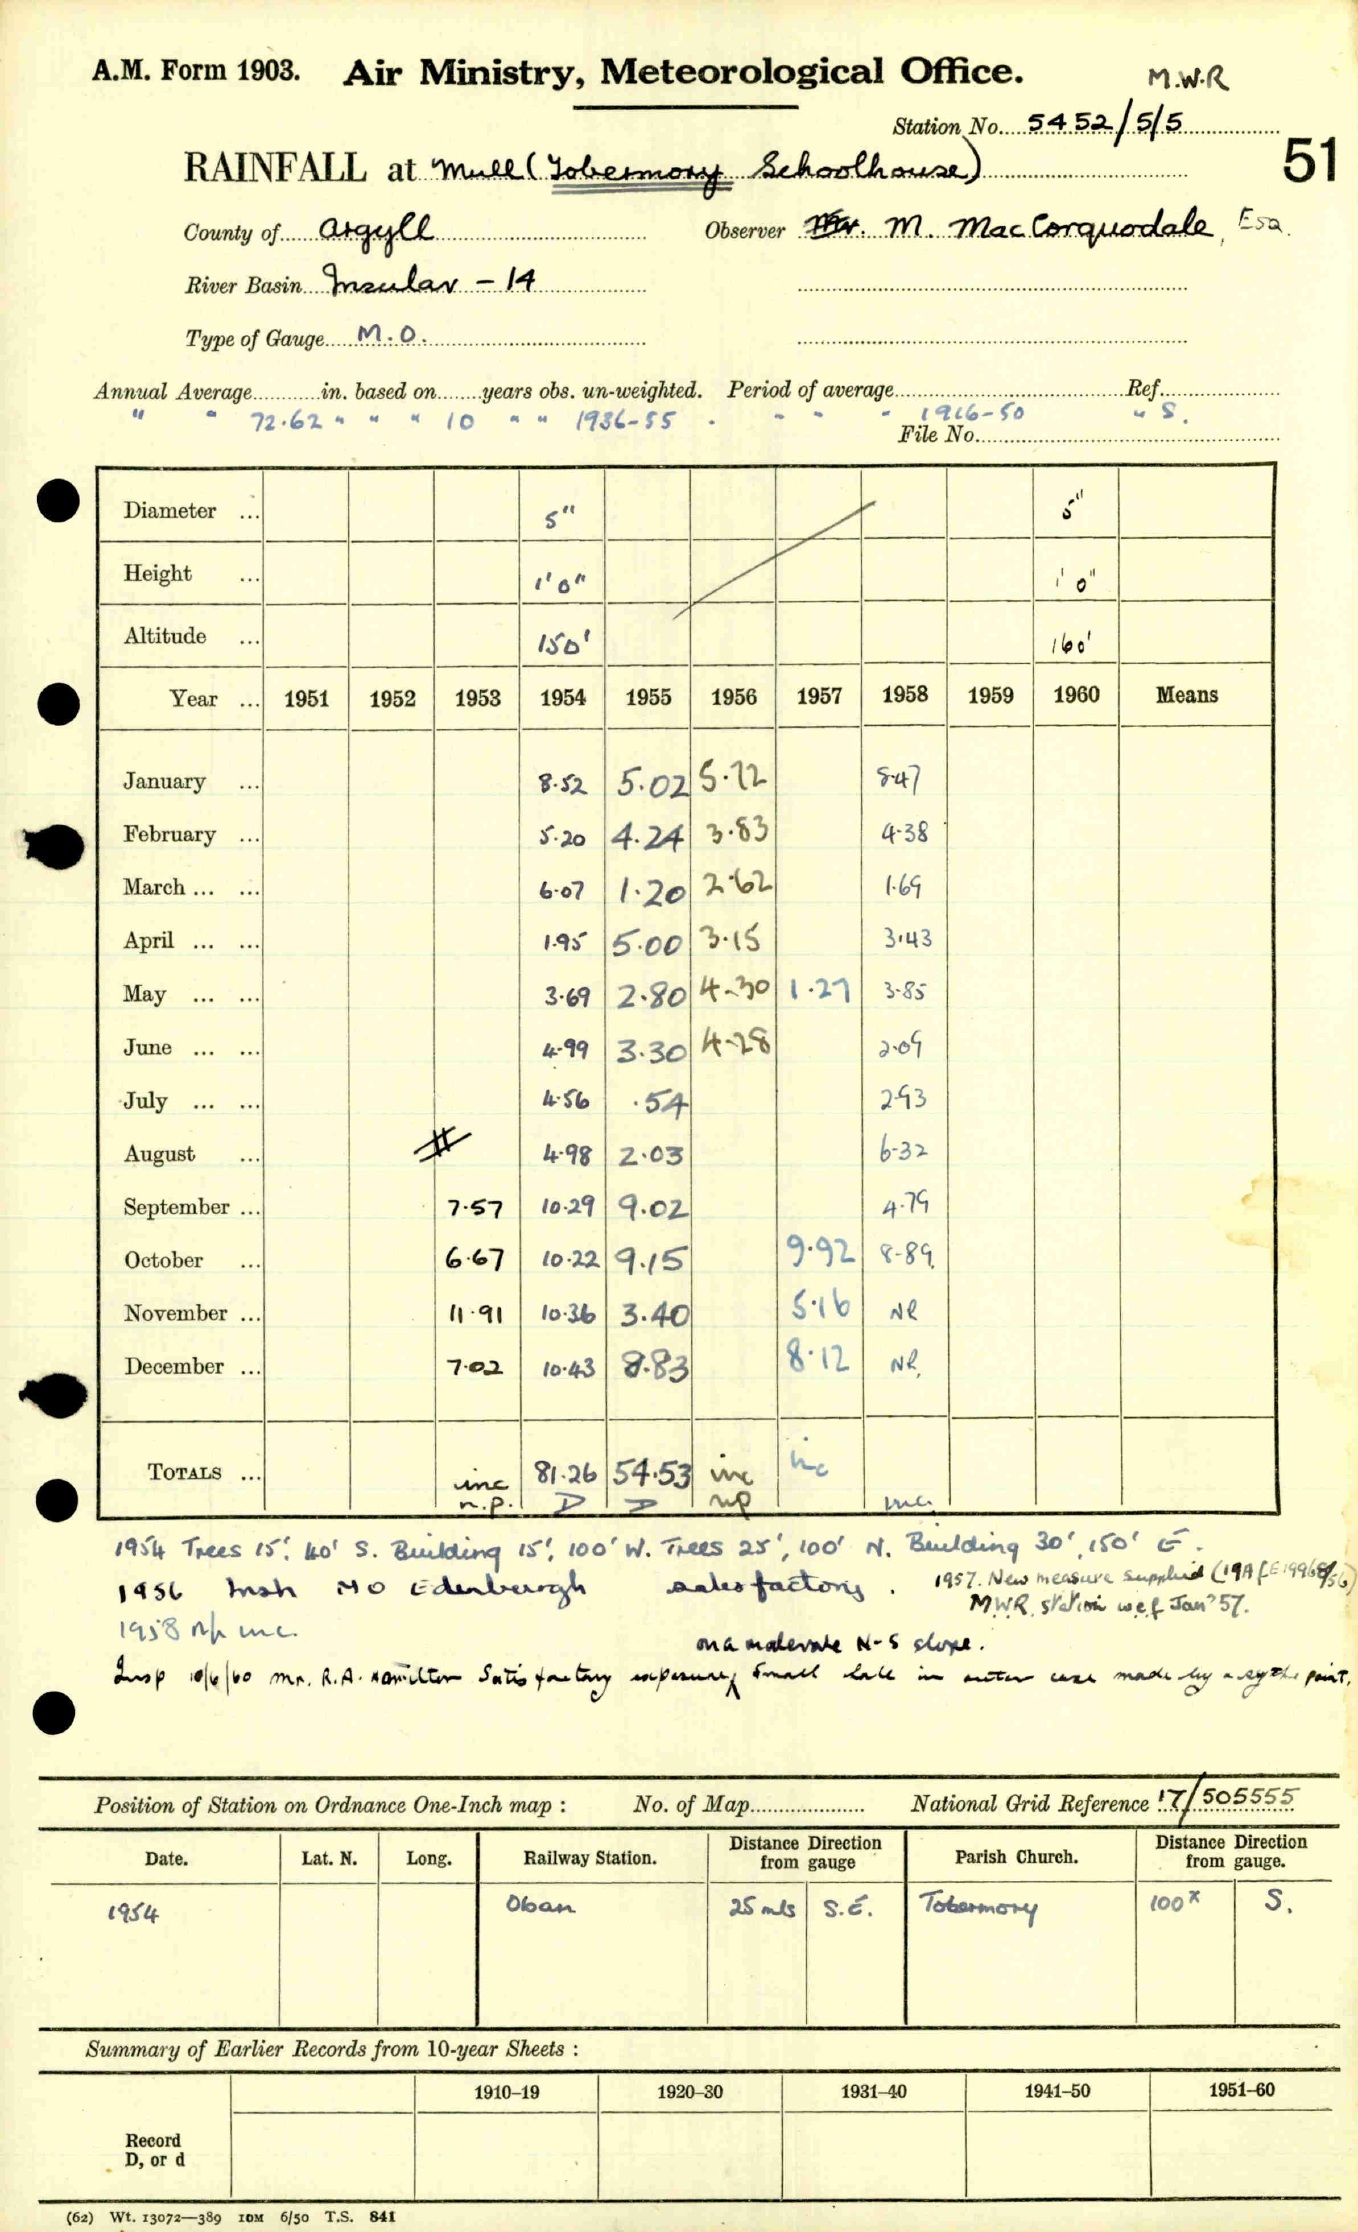 A.M. Form 1903. Air Ministry, Meteorological Office. M.W.R
Station No. 5452/5/5
51
RAINFALL at Mull (Tobermory Schoolhouse)
County of Argyll Observer Mr. M. MacCorquodale, Esq.
River Basin Insular - 14
Type of Gauge M.O.
Annual Average in. based on years obs. un-weighted. Period of average Ref.
" " 72.62 " " " 10 " " 1936-55 . " " " 1916-50 " S.
File No.
Diameter ... 5" 5"
Height ... 1'0" 1'0"
Altitude ... 150' 160'
Year ... 1951 1952 1953 1954 1955 1956 1957 1958 1959 1960 Means
January ... 8.52 5.02 5.72 5.47
February ... 5.20 4.24 3.83 4.38
March ... ... 6.07 1.20 2.62 1.69
April ... ... 1.95 5.00 3.15 3.43
May ... ... 3.69 2.80 4.30 1.27 3.85
June ... ... 4.99 3.30 4.28 2.09
July ... ... 4.56 .54 2.93
August ... 4.98 2.03 6.32
September ... 7.57 10.29 9.02 4.79
October ... 6.67 10.22 9.15 9.92 8.89
November ... 11.91 10.36 3.40 5.16 NR
December ... 7.02 10.43 8.83 8.12 NR.
TOTALS ... inc 81.26 54.53 inc inc
n.p. D D np inc.
1954 Trees 15', 40' S. Building 15', 100' W. Trees 25', 100' N. Building 30', 150' E.
1956 Insp MO Edinburgh satisfactory. 1957. New measure supplied
MWR station wef Jan '57.
1958 np inc.
on a moderate N-S slope.
Insp 10/6/60 Mr. R.A. Hamilton Satisfactory exposure, Small hole in outer case made by a scythe point.
Position of Station on Ordnance One-Inch map : No. of Map National Grid Reference 17/505555
Date. Lat. N. Long. Railway Station. Distance Direction from gauge Parish Church. Distance Direction from gauge.
1954 Oban 25 mls S.E. Tobermory 100x S.
Summary of Earlier Records from 10-year Sheets :
1910–19 1920–30 1931–40 1941–50 1951–60
Record
D, or d
(62) Wt. 13072—389 10M 6/50 T.S. 841